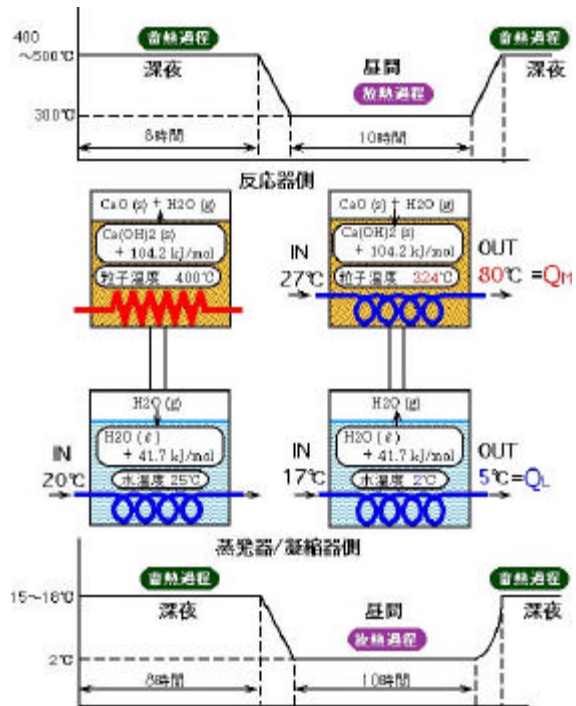 蓄熱過程
蓄熱過程
400
～500℃
深夜
昼間
深夜
放熱過程
300℃
8時間
10時間
反応器側
CaO (s) + H2O (g)
Ca(OH)2 (s)
+ 104.2 kJ/mol
粒子温度 400℃
CaO (s) + H2O (g)
Ca(OH)2 (s)
+ 104.2 kJ/mol
粒子温度 324℃
IN
27℃
OUT
80℃ =QM
H2O (g)
H2O (ℓ)
+ 41.7 kJ/mol
水温度 25℃
IN
20℃
H2O (g)
H2O (ℓ)
+ 41.7 kJ/mol
水温度 2℃
IN
17℃
OUT
5℃=QL
蒸発器/凝縮器側
蓄熱過程
蓄熱過程
15～18℃
深夜
昼間
深夜
放熱過程
2℃
8時間
10時間